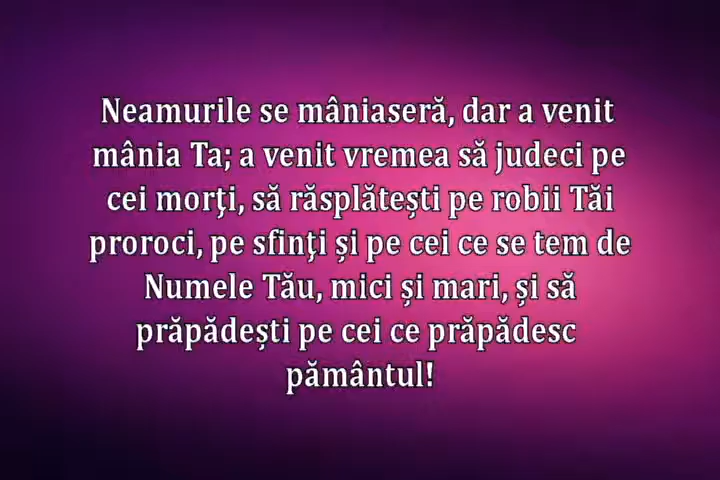 Neamurile se mâniaseră, dar a venit
mânia Ta; a venit vremea să judeci pe
cei morţi, să răsplătești pe robii Tăi
proroci, pe sfinţi și pe cei ce se tem de
Numele Tău, mici și mari, și să
prăpădești pe cei ce prăpădesc
pământul!